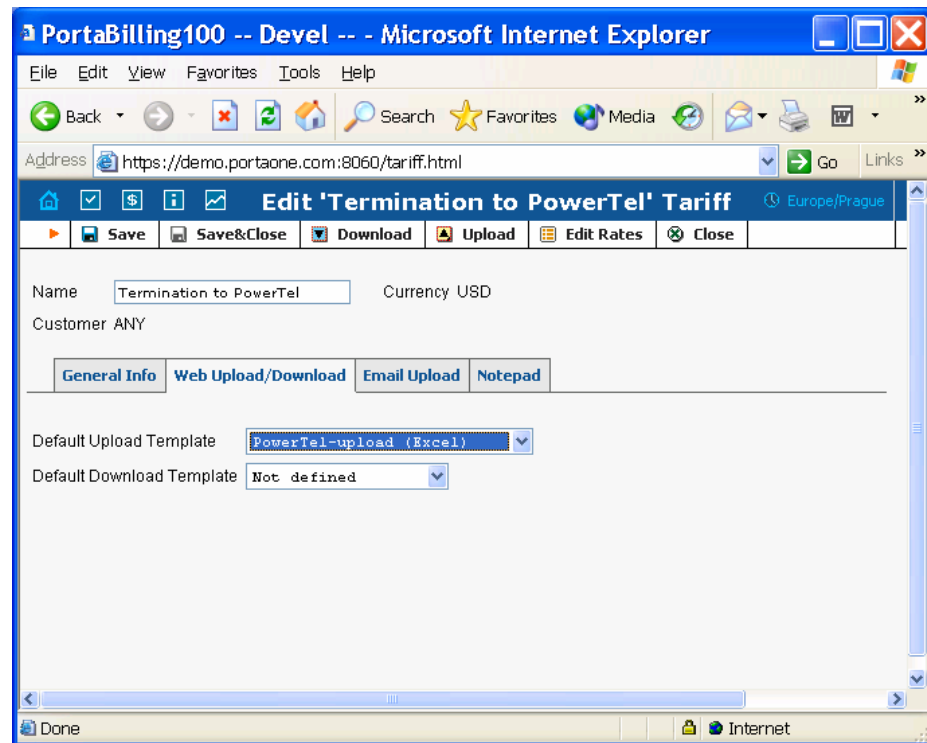 PortaBilling100 -- Devel -- - Microsoft Internet Explorer
File Edit View Favorites Tools Help
Back Search Favorites Media »
Address https://demo.portaone.com:8060/tariff.html Go Links »
Edit 'Termination to PowerTel' Tariff Europe/Prague
Save Save&Close Download Upload Edit Rates Close
Name Termination to PowerTel Currency USD
Customer ANY
General Info Web Upload/Download Email Upload Notepad
Default Upload Template PowerTel-upload (Excel)
Default Download Template Not defined
Done Internet